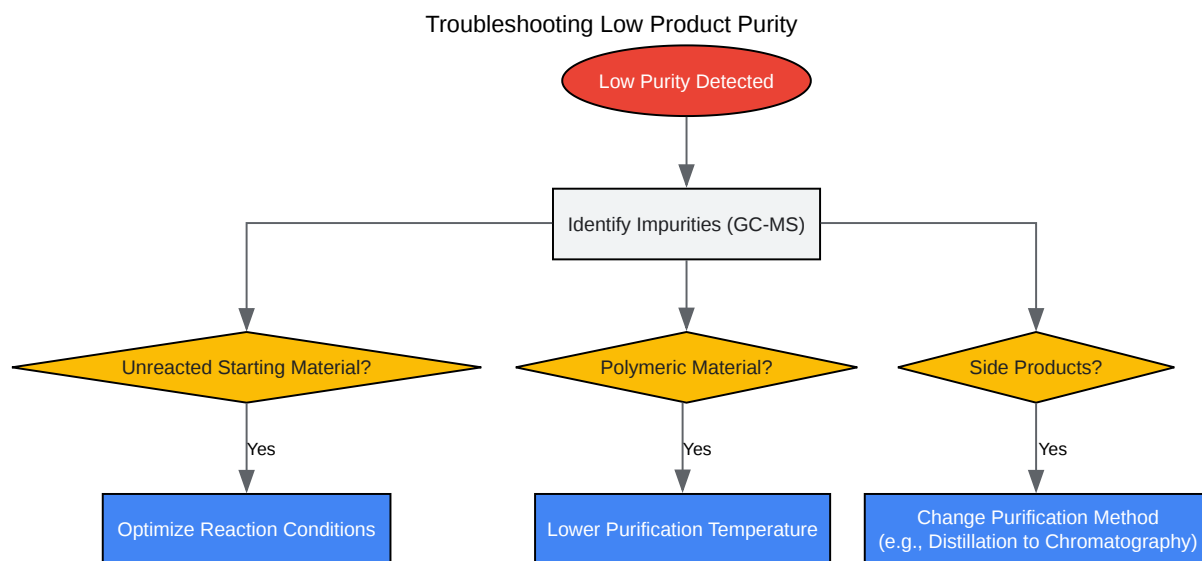 Troubleshooting Low Product Purity
Low Purity Detected
Identify Impurities (GC-MS)
Unreacted Starting Material?
Polymeric Material?
Side Products?
Yes
Yes
Yes
Optimize Reaction Conditions
Lower Purification Temperature
Change Purification Method
(e.g., Distillation to Chromatography)